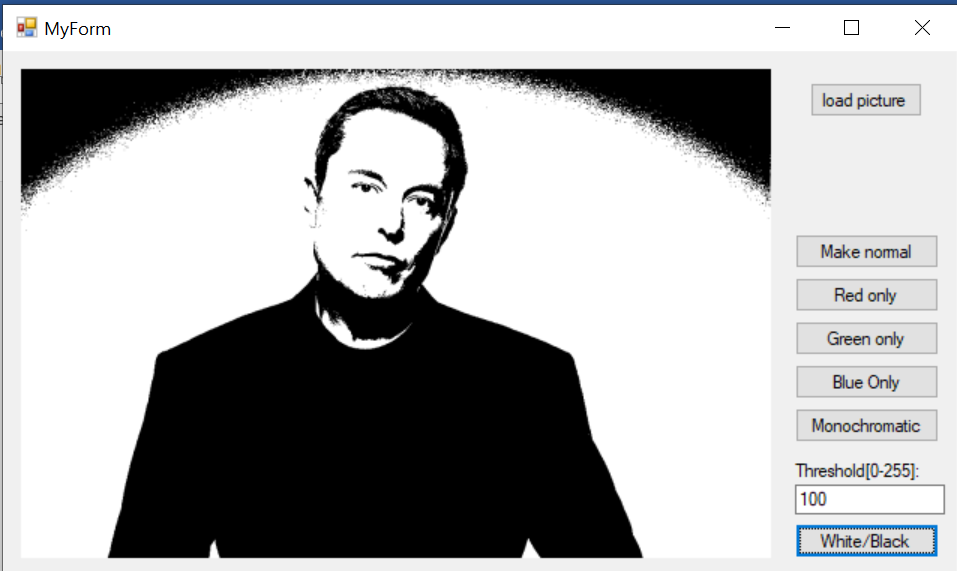 MyForm
load picture
Make normal
Red only
Green only
Blue Only
Monochromatic
Threshold[0-255]:
100
White/Black